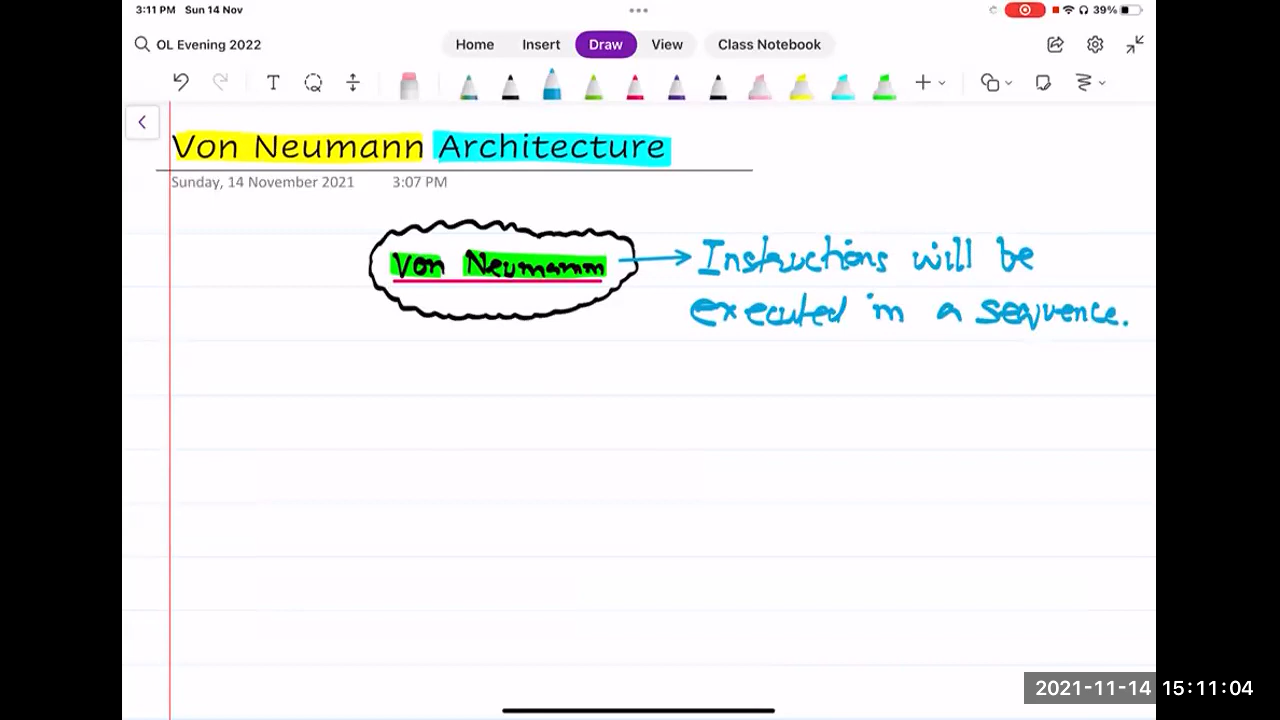 3:11 PM Sun 14 Nov
39%
OL Evening 2022
Home Insert Draw View Class Notebook
T
Von Neumann Architecture
Sunday, 14 November 2021 3:07 PM
Von Neumann → Instructions will be
executed in a sequence.
2021-11-14 15:11:04